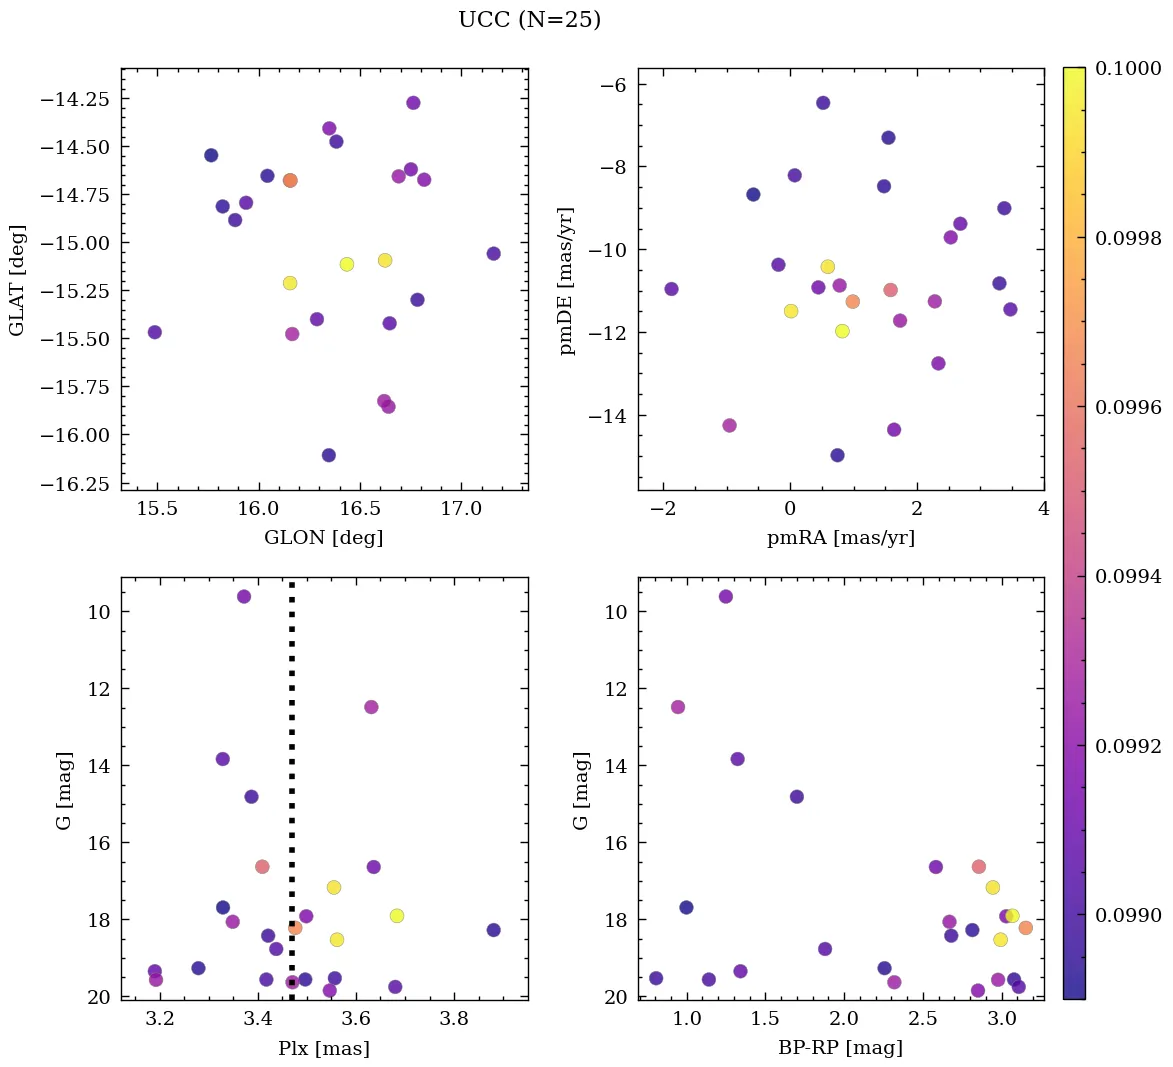 UCC (N=25)
−14.25
−14.50
−14.75
−15.00
−15.25
−15.50
−15.75
−16.00
−16.25
GLAT [deg]
15.5 16.0 16.5 17.0
GLON [deg]
−6
−8
−10
−12
−14
pmDE [mas/yr]
−2 0 2 4
pmRA [mas/yr]
10
12
14
16
18
20
G [mag]
3.2 3.4 3.6 3.8
Plx [mas]
10
12
14
16
18
20
G [mag]
1.0 1.5 2.0 2.5 3.0
BP-RP [mag]
0.1000
0.0998
0.0996
0.0994
0.0992
0.0990